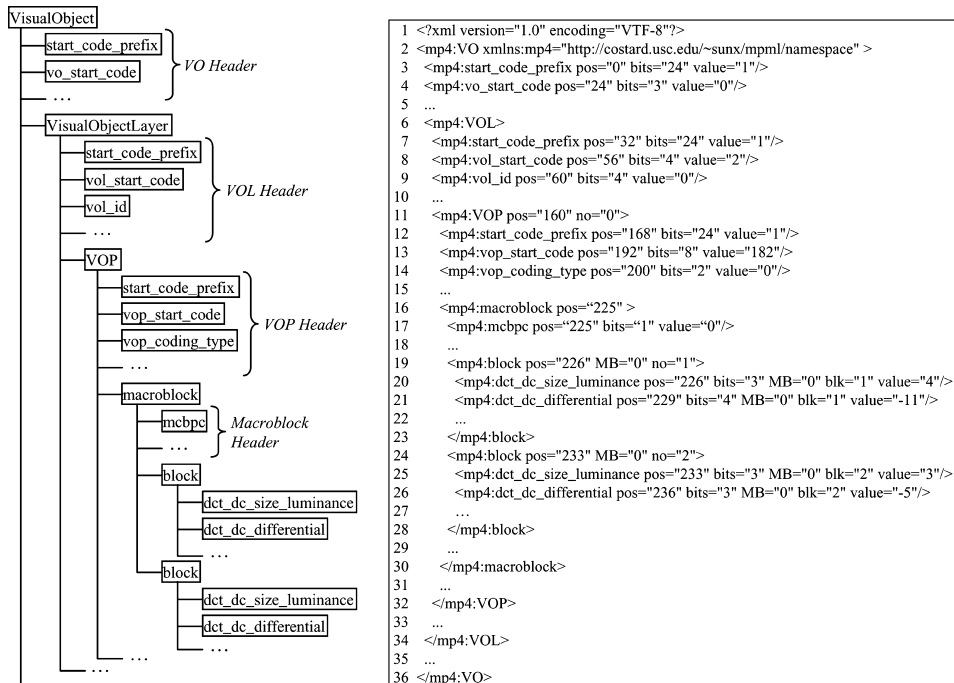 VisualObject
start_code_prefix
vo_start_code
...
VO Header
VisualObjectLayer
start_code_prefix
vol_start_code
vol_id
...
VOL Header
VOP
start_code_prefix
vop_start_code
vop_coding_type
...
VOP Header
macroblock
mcbpc
...
Macroblock
Header
block
dct_dc_size_luminance
dct_dc_differential
...
block
dct_dc_size_luminance
dct_dc_differential
...
...
...
1 <?xml version="1.0" encoding="VTF-8"?>
2 <mp4:VO xmlns:mp4="http://costard.usc.edu/~sunx/mpml/namespace" >
3 <mp4:start_code_prefix pos="0" bits="24" value="1"/>
4 <mp4:vo_start_code pos="24" bits="3" value="0"/>
5 ...
6 <mp4:VOL>
7 <mp4:start_code_prefix pos="32" bits="24" value="1"/>
8 <mp4:vol_start_code pos="56" bits="4" value="2"/>
9 <mp4:vol_id pos="60" bits="4" value="0"/>
10 ...
11 <mp4:VOP pos="160" no="0">
12 <mp4:start_code_prefix pos="168" bits="24" value="1"/>
13 <mp4:vop_start_code pos="192" bits="8" value="182"/>
14 <mp4:vop_coding_type pos="200" bits="2" value="0"/>
15 ...
16 <mp4:macroblock pos=“225" >
17 <mp4:mcbpc pos=“225" bits=“1" value=“0"/>
18 ...
19 <mp4:block pos="226" MB="0" no="1">
20 <mp4:dct_dc_size_luminance pos="226" bits="3" MB="0" blk="1" value="4"/>
21 <mp4:dct_dc_differential pos="229" bits="4" MB="0" blk="1" value="-11"/>
22 ...
23 </mp4:block>
24 <mp4:block pos="233" MB="0" no="2">
25 <mp4:dct_dc_size_luminance pos="233" bits="3" MB="0" blk="2" value="3"/>
26 <mp4:dct_dc_differential pos="236" bits="3" MB="0" blk="2" value="-5"/>
27 ...
28 </mp4:block>
29 ...
30 </mp4:macroblock>
31 ...
32 </mp4:VOP>
33 ...
34 </mp4:VOL>
35 ...
36 </mp4:VO>